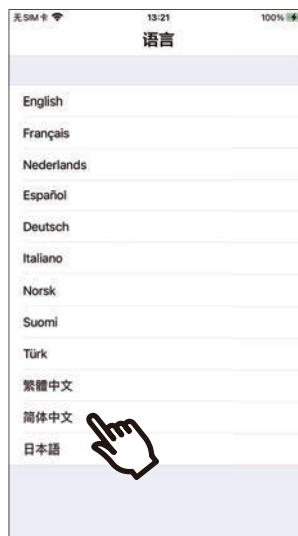 无SIM卡 13:21 100%
语言
English
Français
Nederlands
Español
Deutsch
Italiano
Norsk
Suomi
Türk
繁體中文
简体中文
日本語